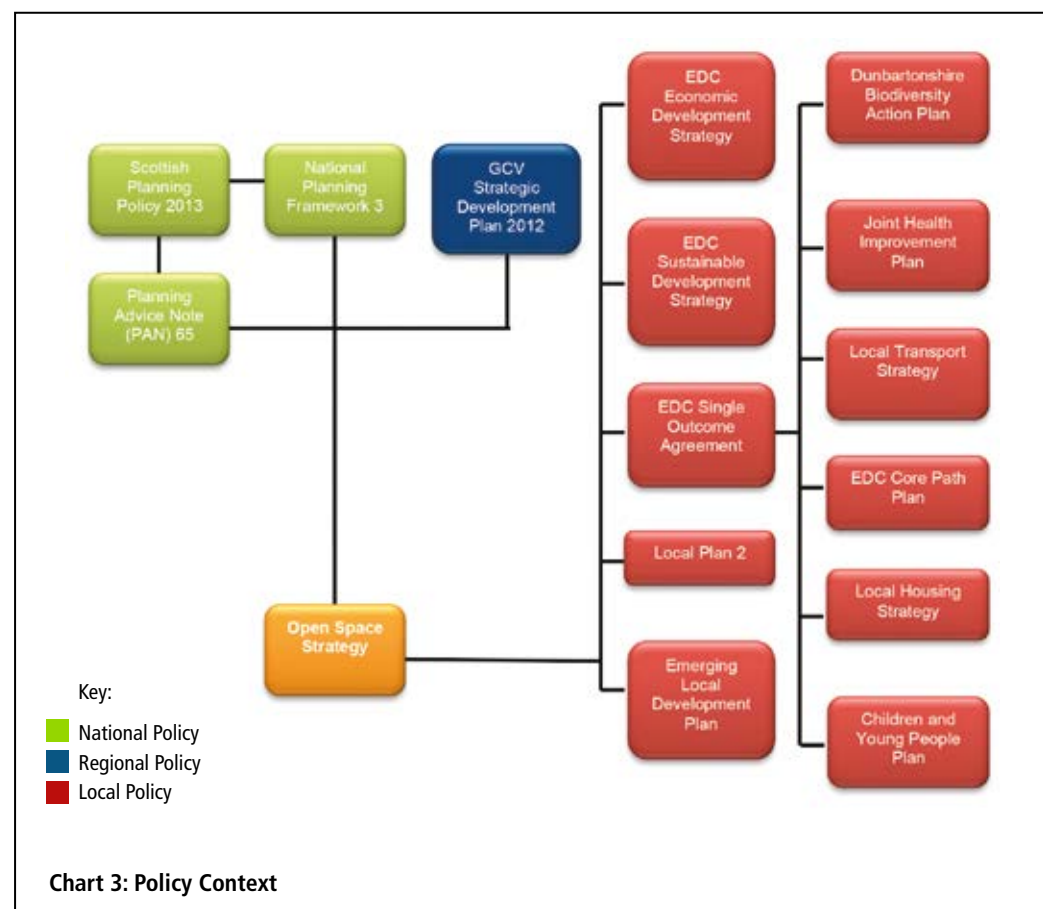 Scottish
Planning
Policy 2013
National
Planning
Framework 3
GCV
Strategic
Development
Plan 2012
Planning
Advice Note
(PAN) 65
Open Space
Strategy
EDC
Economic
Development
Strategy
EDC
Sustainable
Development
Strategy
EDC Single
Outcome
Agreement
Local Plan 2
Emerging
Local
Development
Plan
Dunbartonshire
Biodiversity
Action Plan
Joint Health
Improvement
Plan
Local Transport
Strategy
EDC Core Path
Plan
Local Housing
Strategy
Children and
Young People
Plan
Key:
National Policy
Regional Policy
Local Policy
Chart 3: Policy Context